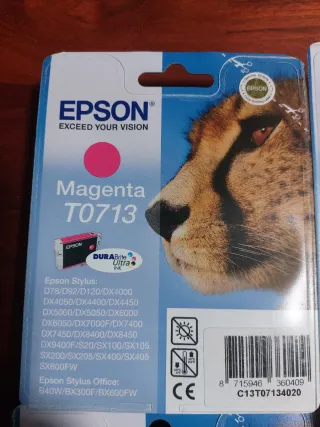 EPSON®
EXCEED YOUR VISION
Magenta
T0713
DURABrite
Ultra
INK
Epson Stylus:
D78/D92/D120/DX4000
DX4050/DX4400/DX4450
DX5000/DX5050/DX6000
DX6050/DX7000F/DX7400
DX7450/DX8400/DX8450
DX9400F/S20/SX100/SX105
SX200/SX205/SX400/SX405
SX600FW
Epson Stylus Office:
B40W/BX300F/BX600FW
CE
8 715946 360409
C13T07134020